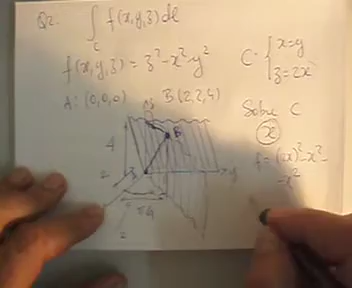 Q2: ∫ f(x,y,z) dl
C
f(x,y,z) = z² - x² - y²
C: { x=y
z=2x
A: (0,0,0) B(2,2,4)
Sobre C
x
f = (2x)² - x² -
- x²
4
B
y
2
2